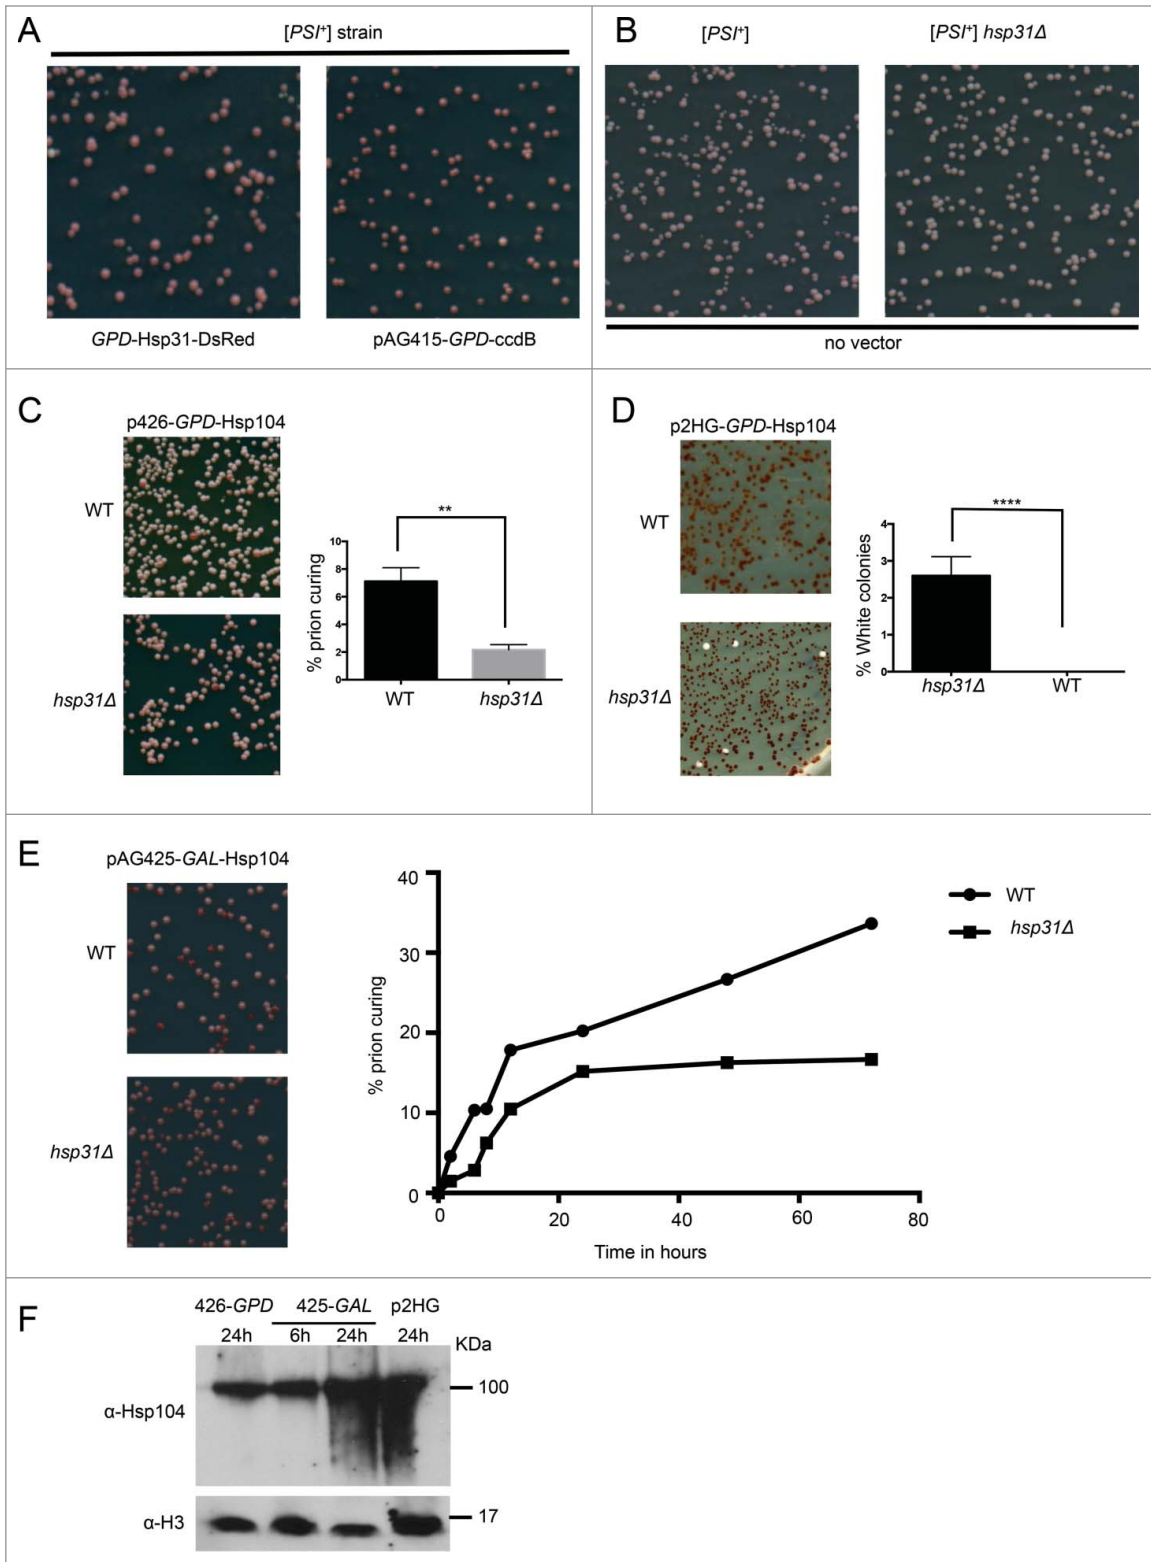 A
[PSI+] strain
GPD-Hsp31-DsRed
pAG415-GPD-ccdB
B
[PSI+]
[PSI+] hsp31Δ
no vector
C
p426-GPD-Hsp104
WT
hsp31Δ
% prion curing
10
8
6
4
2
0
**
WT
hsp31Δ
D
p2HG-GPD-Hsp104
WT
hsp31Δ
% White colonies
4
3
2
1
0
****
hsp31Δ
WT
E
pAG425-GAL-Hsp104
WT
hsp31Δ
% prion curing
40
30
20
10
0
0 20 40 60 80
Time in hours
WT
hsp31Δ
F
426-GPD 425-GAL p2HG
24h 6h 24h 24h
KDa
α-Hsp104
100
α-H3
17